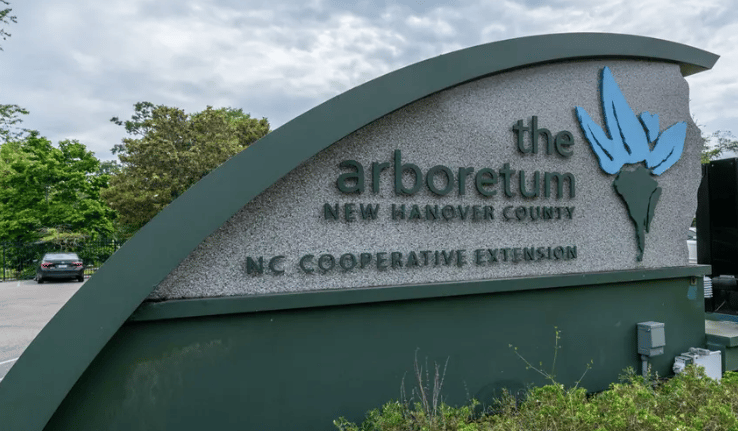 the
arboretum
NEW HANOVER COUNTY
NC COOPERATIVE EXTENSION